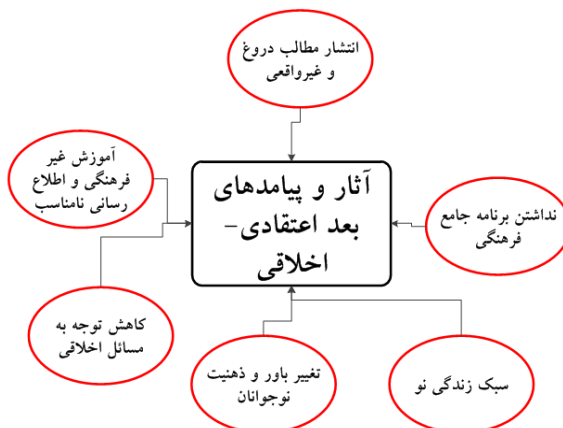 انتشار مطالب دروغ
و غیرواقعی
آموزش غیر
فرهنگی و اطلاع
رسانی نامناسب
آثار و پیامدهای
بعد اعتقادی-
اخلاقی
نداشتن برنامه جامع
فرهنگی
کاهش توجه به
مسائل اخلاقی
تغییر باور و ذهنیت
نوجوانان
سبک زندگی نو